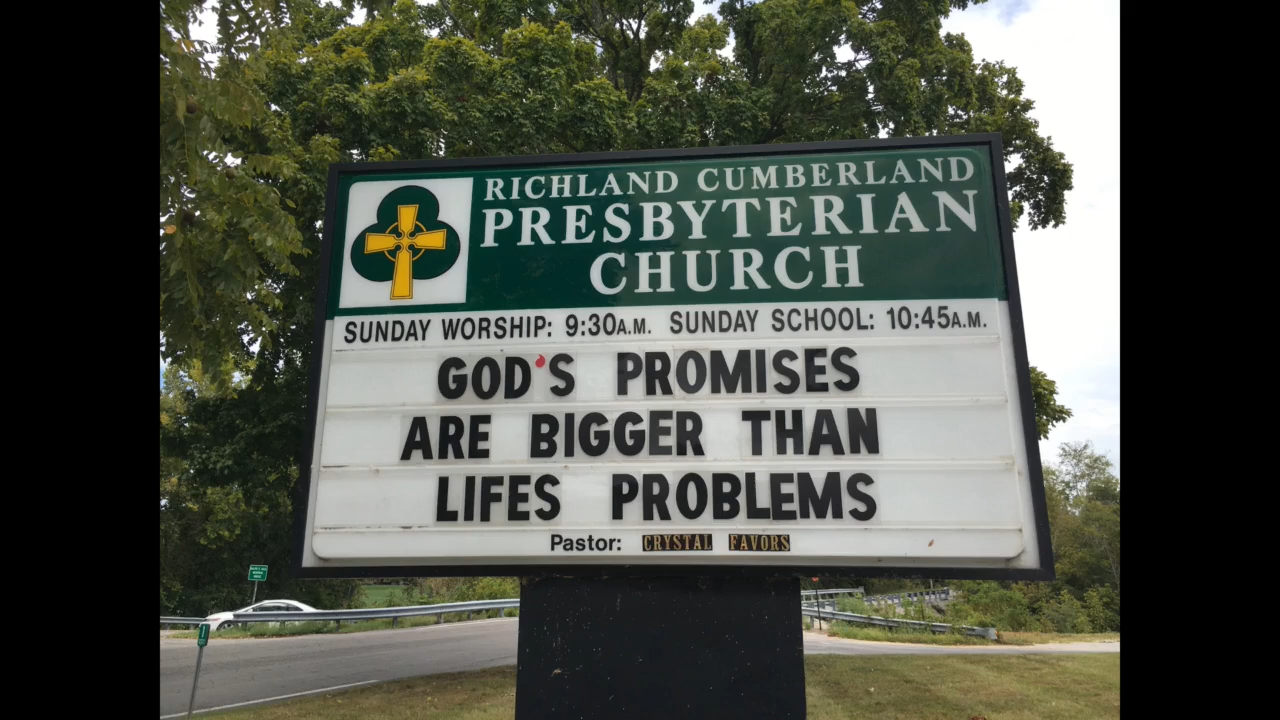 RICHLAND CUMBERLAND
PRESBYTERIAN
CHURCH
SUNDAY WORSHIP: 9:30A.M. SUNDAY SCHOOL: 10:45A.M.
GOD'S PROMISES
ARE BIGGER THAN
LIFES PROBLEMS
Pastor: CRYSTAL FAVORS